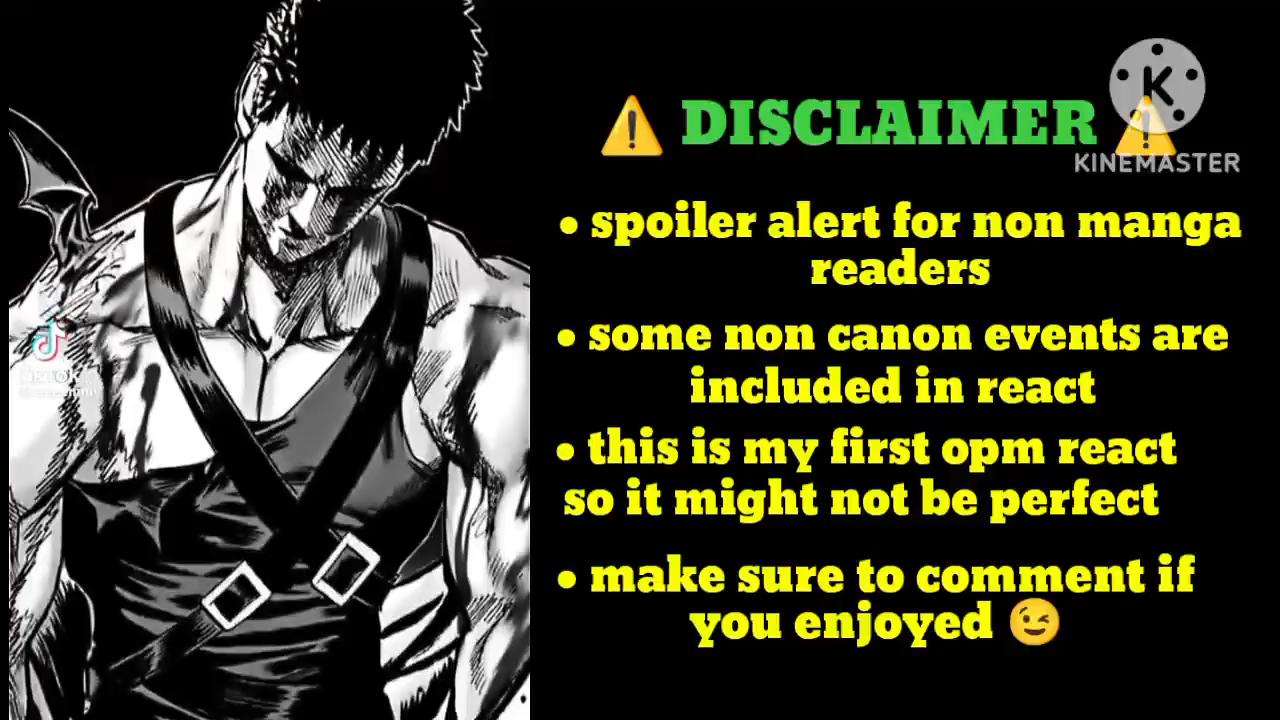 ⚠️ DISCLAIMER ⚠️
KINEMASTER
• spoiler alert for non manga
readers
• some non canon events are
included in react
• this is my first opm react
so it might not be perfect
• make sure to comment if
you enjoyed 😉